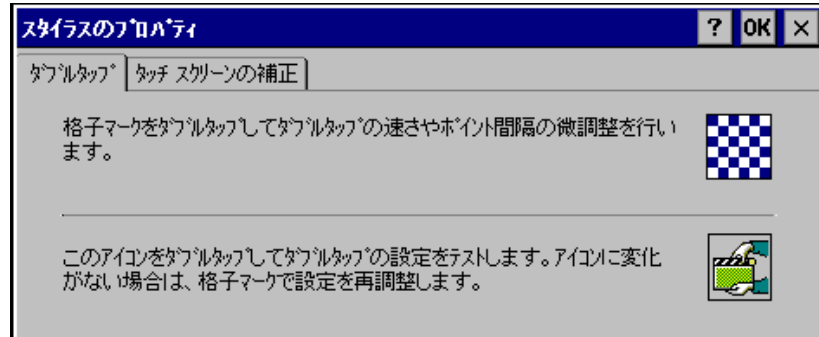 スタイラスのプロパティ
? OK ×
ダブルタップ タッチ スクリーンの補正
格子マークをダブルタップしてダブルタップの速さやポイント間隔の微調整を行い
ます。
このアイコンをダブルタップしてダブルタップの設定をテストします。アイコンに変化
がない場合は、格子マークで設定を再調整します。